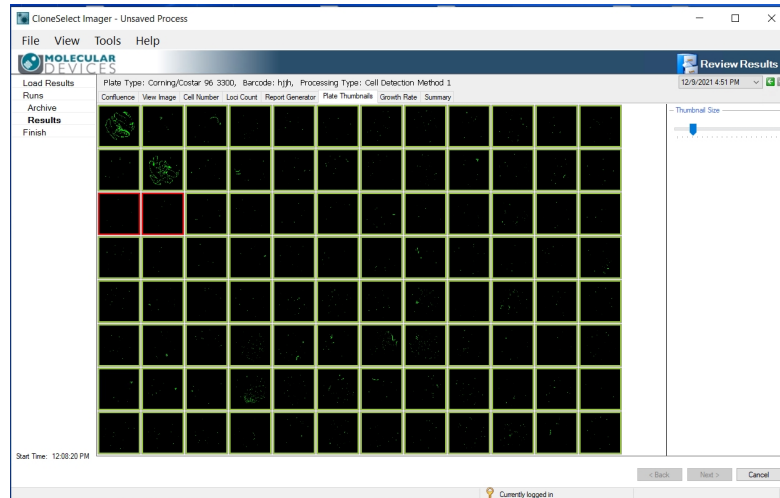 CloneSelect Imager - Unsaved Process
File View Tools Help
MOLECULAR
DEVICES
Review Results
Load Results
Runs
Archive
Results
Finish
Plate Type: Corning/Costar 96 3300, Barcode: hjjh, Processing Type: Cell Detection Method 1
12/9/2021 4:51 PM
Confluence View Image Cell Number Loci Count Report Generator Plate Thumbnails Growth Rate Summary
Thumbnail Size
Start Time: 12:08:20 PM
< Back Next > Cancel
Currently logged in